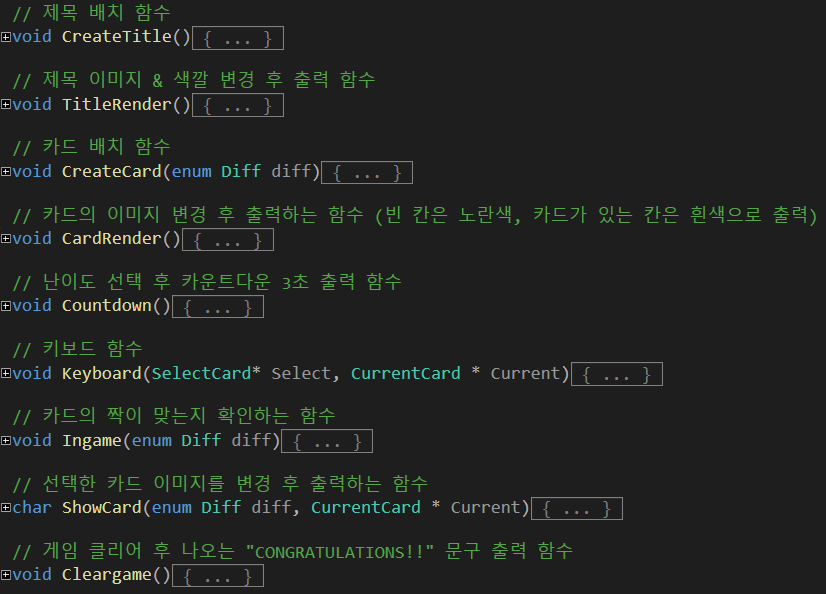 // 제목 배치 함수
void CreateTitle(){ ... }
// 제목 이미지 & 색깔 변경 후 출력 함수
void TitleRender(){ ... }
// 카드 배치 함수
void CreateCard(enum Diff diff){ ... }
// 카드의 이미지 변경 후 출력하는 함수 (빈 칸은 노란색, 카드가 있는 칸은 흰색으로 출력)
void CardRender(){ ... }
// 난이도 선택 후 카운트다운 3초 출력 함수
void Countdown(){ ... }
// 키보드 함수
void Keyboard(SelectCard* Select, CurrentCard * Current){ ... }
// 카드의 짝이 맞는지 확인하는 함수
void Ingame(enum Diff diff){ ... }
// 선택한 카드 이미지를 변경 후 출력하는 함수
char ShowCard(enum Diff diff, CurrentCard * Current){ ... }
// 게임 클리어 후 나오는 "CONGRATULATIONS!!" 문구 출력 함수
void Cleargame(){ ... }